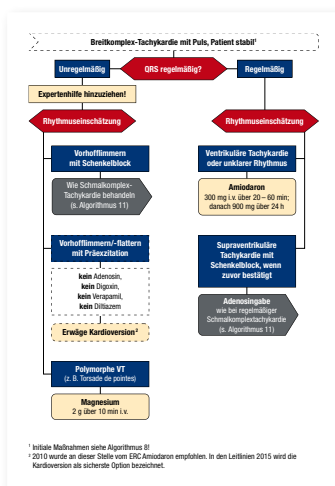 Breitkomplex-Tachykardie mit Puls, Patient stabil¹
Unregelmäßig
QRS regelmäßig?
Regelmäßig
Expertenhilfe hinzuziehen!
Rhythmuseinschätzung
Rhythmuseinschätzung
Vorhofflimmern
mit Schenkelblock
Wie Schmalkomplex-
Tachykardie behandeln
(s. Algorithmus 11)
Vorhofflimmern/-flattern
mit Präexzitation
kein Adenosin,
kein Digoxin,
kein Verapamil,
kein Diltiazem
Erwäge Kardioversion²
Polymorphe VT
(z. B. Torsade de pointes)
Magnesium
2 g über 10 min i.v.
Ventrikuläre Tachykardie
oder unklarer Rhythmus
Amiodaron
300 mg i.v. über 20 – 60 min;
danach 900 mg über 24 h
Supraventrikuläre
Tachykardie mit
Schenkelblock, wenn
zuvor bestätigt
Adenosingabe
wie bei regelmäßiger
Schmalkomplextachykardie
(s. Algorithmus 11)
¹ Initiale Maßnahmen siehe Algorithmus 8!
² 2010 wurde an dieser Stelle vom ERC Amiodaron empfohlen. In den Leitlinien 2015 wird die
Kardioversion als sicherste Option bezeichnet.